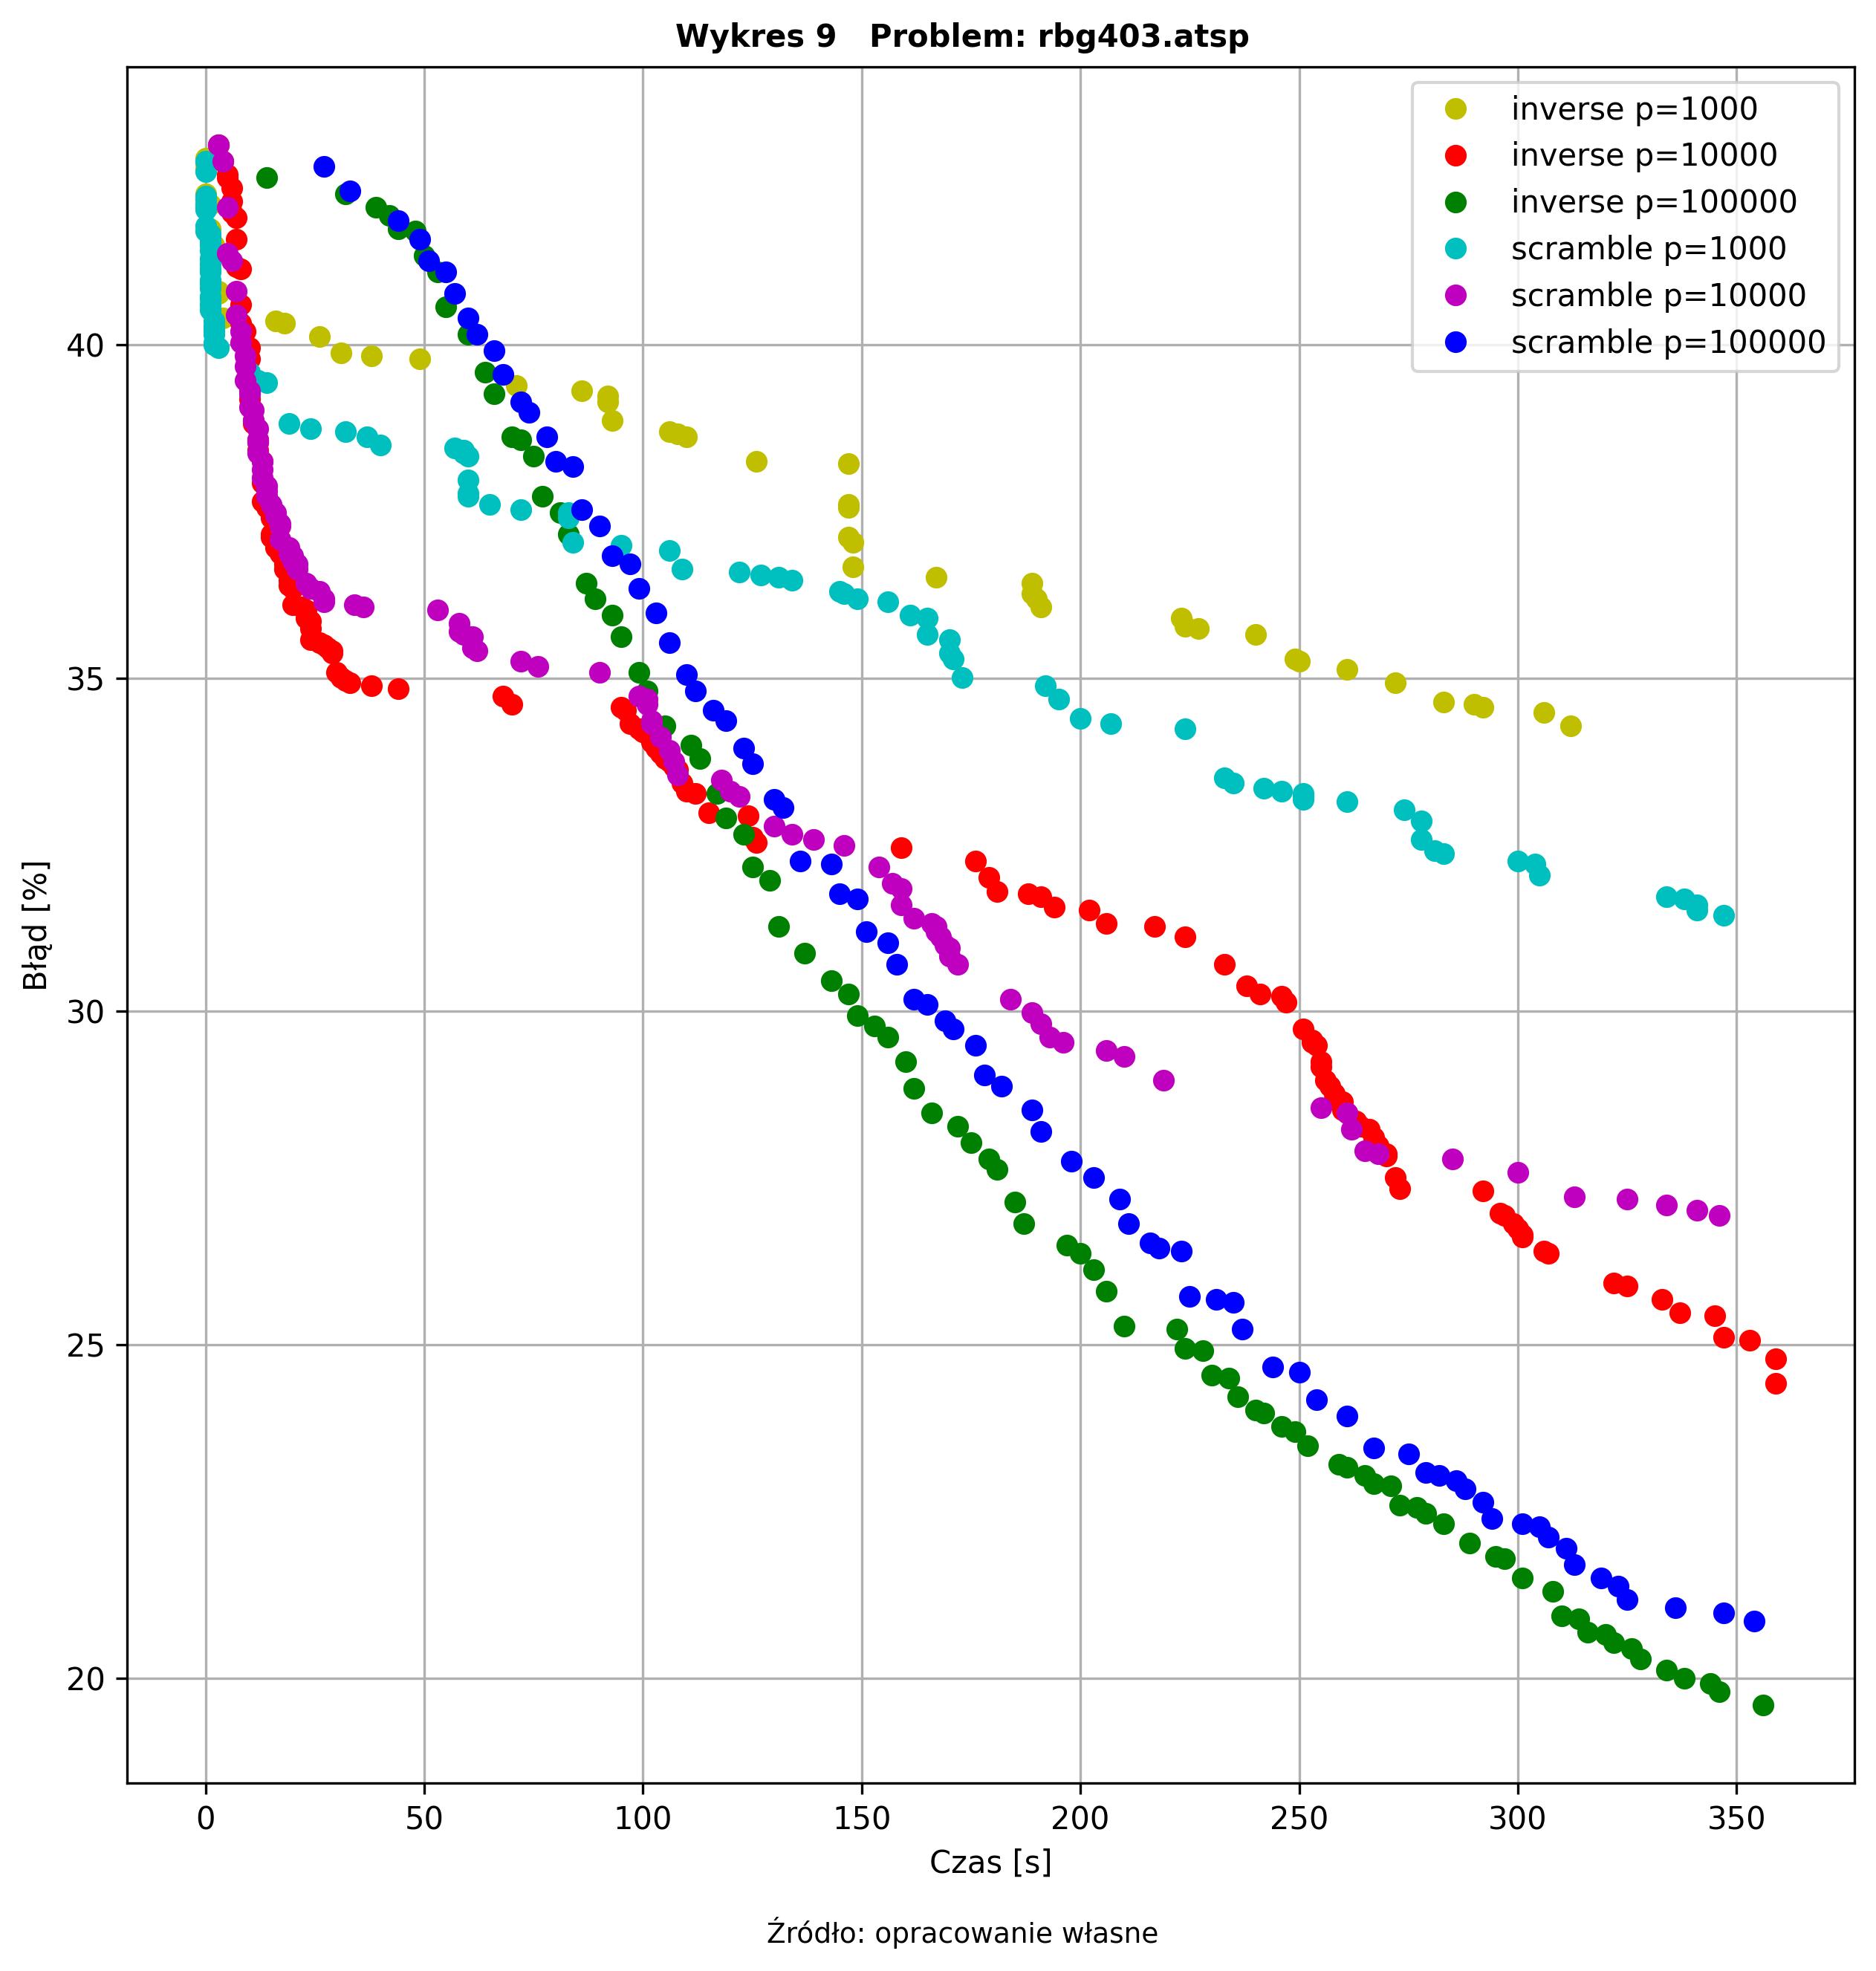 Wykres 9   Problem: rbg403.atsp
inverse p=1000
inverse p=10000
inverse p=100000
scramble p=1000
scramble p=10000
scramble p=100000
Błąd [%]
40
35
30
25
20
0 50 100 150 200 250 300 350
Czas [s]
Źródło: opracowanie własne